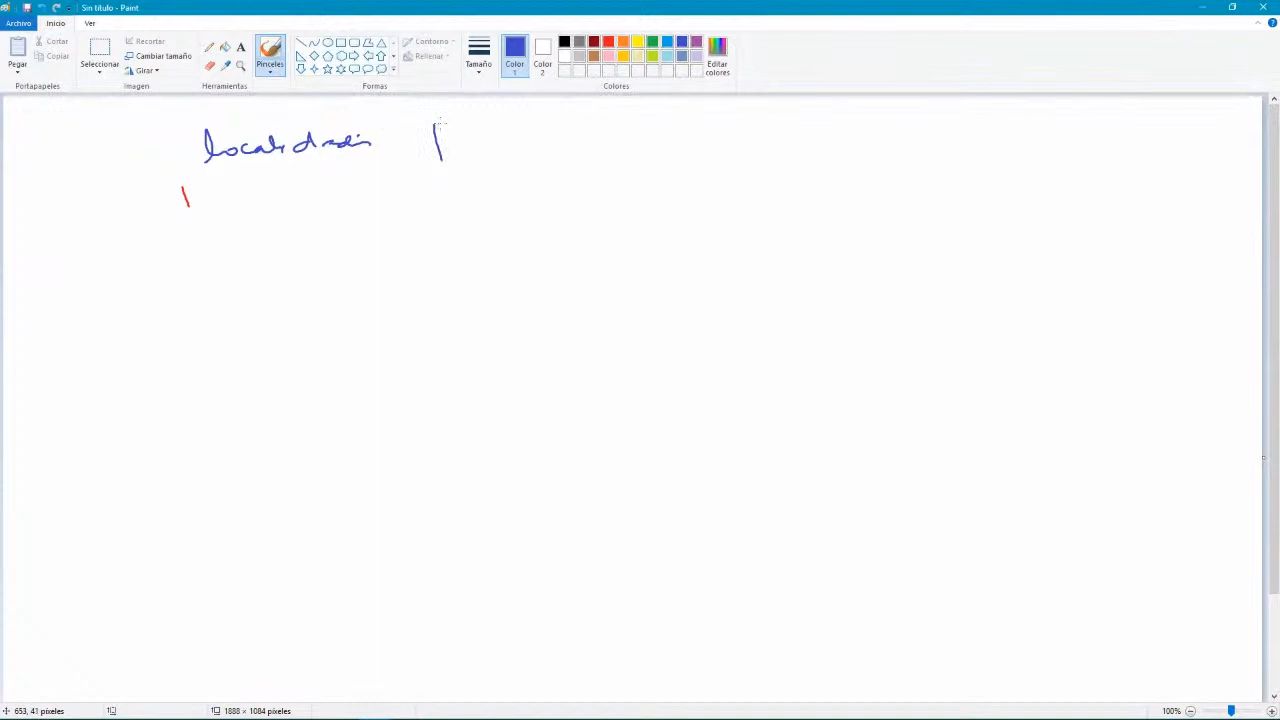 Sin título - Paint
Archivo Inicio Ver
Pegar
Cortar
Copiar
Portapapeles
Seleccionar
Recortar
Cambiar tamaño
Girar
Imagen
A
Herramientas
Pinceles
Formas
Contorno
Rellenar
Tamaño
Color 1
Color 2
Editar colores
Colores
653, 41 píxeles
1888 × 1084 píxeles
100%